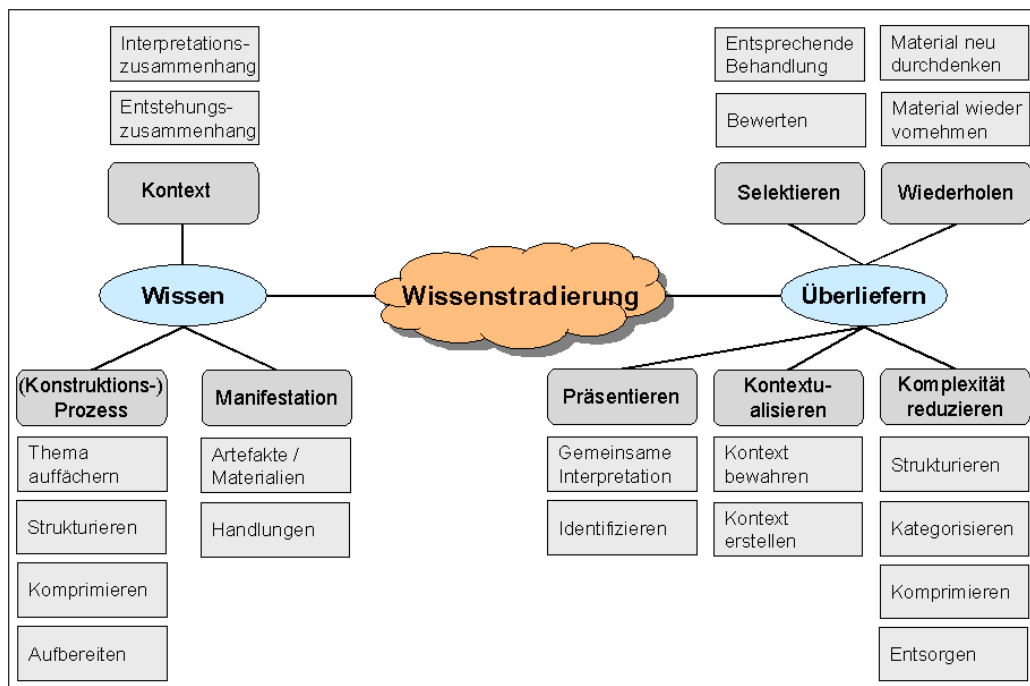 Interpretations-
zusammenhang
Entstehungs-
zusammenhang
Kontext
Entsprechende
Behandlung
Bewerten
Selektieren
Material neu
durchdenken
Material wieder
vornehmen
Wiederholen
Wissen
Wissenstradierung
Überliefern
(Konstruktions-)
Prozess
Thema
auffächern
Strukturieren
Komprimieren
Aufbereiten
Manifestation
Artefakte /
Materialien
Handlungen
Präsentieren
Gemeinsame
Interpretation
Identifizieren
Kontextu-
alisieren
Kontext
bewahren
Kontext
erstellen
Komplexität
reduzieren
Strukturieren
Kategorisieren
Komprimieren
Entsorgen